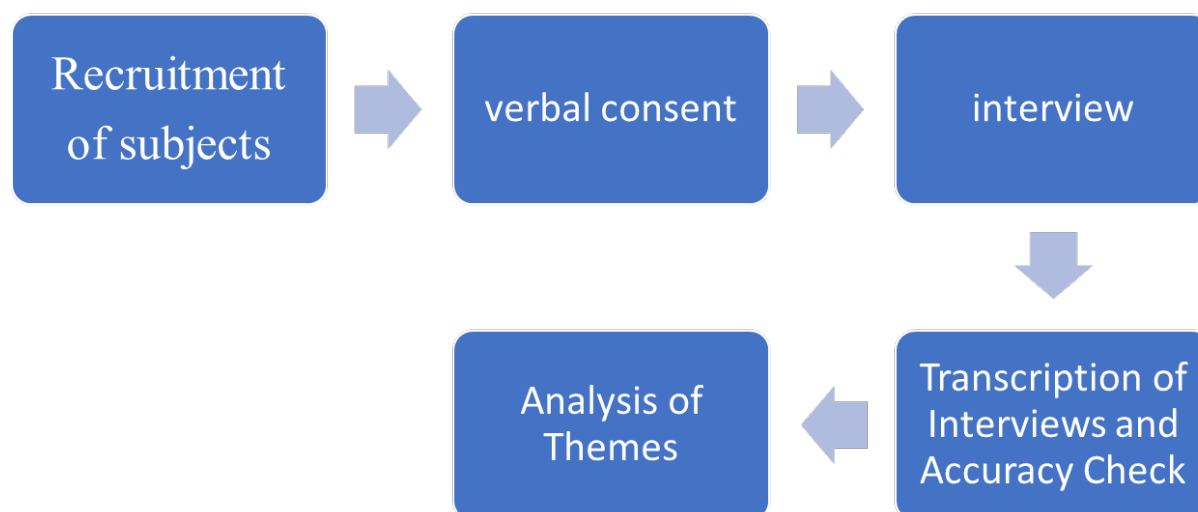 Recruitment
of subjects
verbal consent
interview
Transcription of
Interviews and
Accuracy Check
Analysis of
Themes